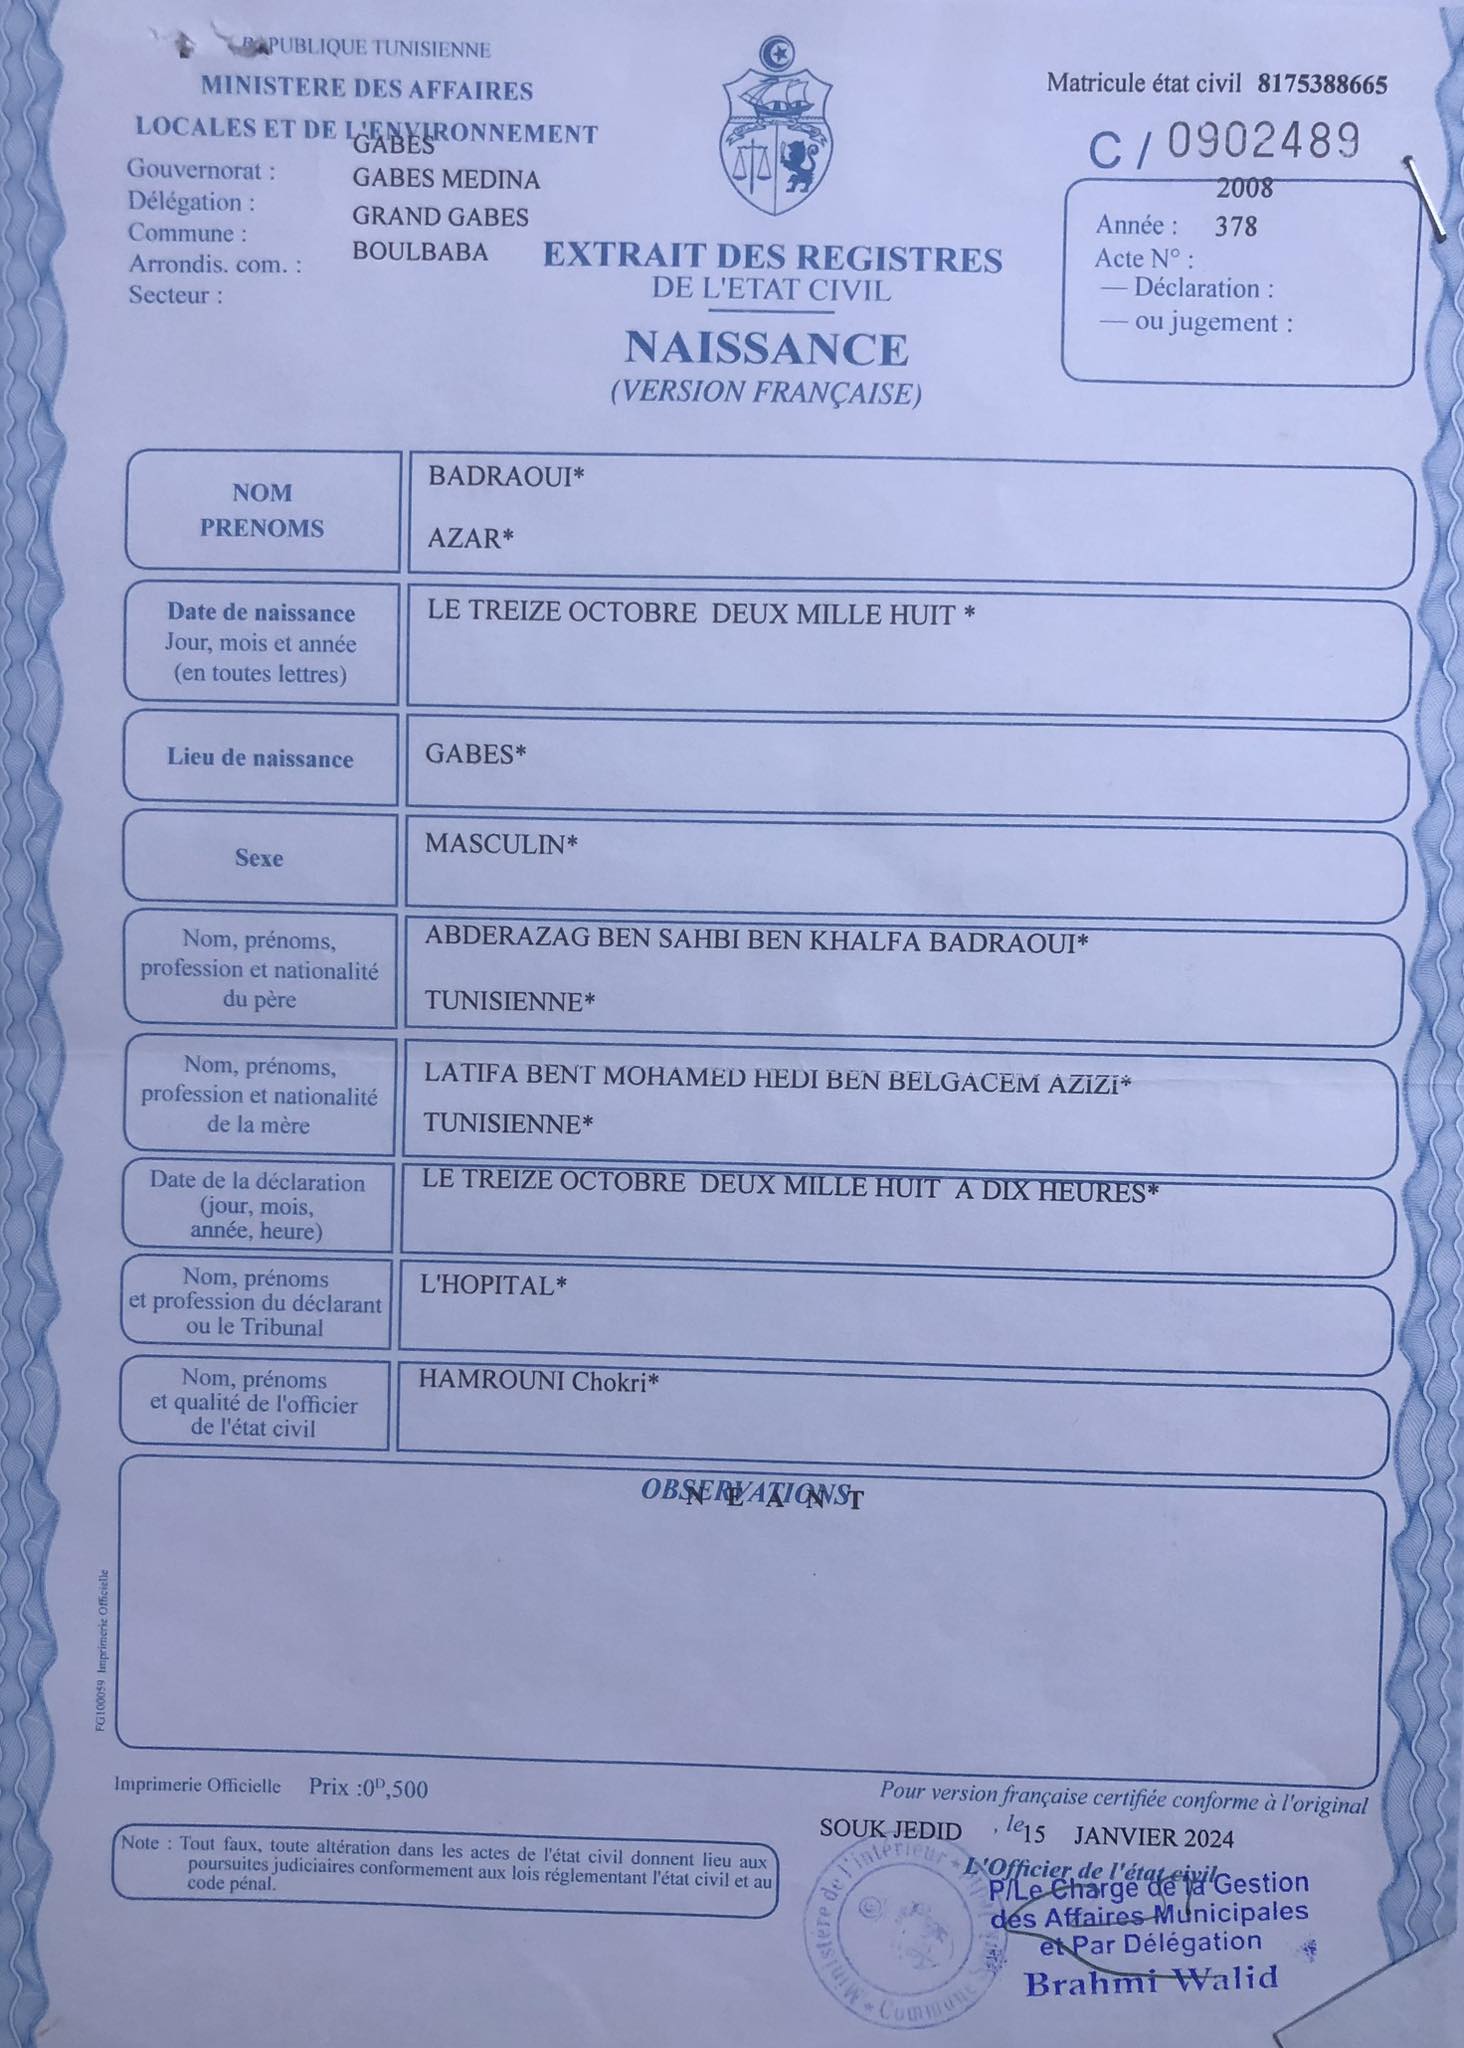 REPUBLIQUE TUNISIENNE
MINISTERE DES AFFAIRES
LOCALES ET DE L'ENVIRONNEMENT
Gouvernorat : GABES
Délégation : GABES MEDINA
Commune : GRAND GABES
Arrondis. com. : BOULBABA
Secteur :
Matricule état civil 8175388665
C / 0902489
2008
Année : 378
Acte N° :
— Déclaration :
— ou jugement :
EXTRAIT DES REGISTRES
DE L'ETAT CIVIL
NAISSANCE
(VERSION FRANÇAISE)
NOM
PRENOMS
BADRAOUI*
AZAR*
Date de naissance
Jour, mois et année
(en toutes lettres)
LE TREIZE OCTOBRE DEUX MILLE HUIT *
Lieu de naissance
GABES*
Sexe
MASCULIN*
Nom, prénoms,
profession et nationalité
du père
ABDERAZAG BEN SAHBI BEN KHALFA BADRAOUI*
TUNISIENNE*
Nom, prénoms,
profession et nationalité
de la mère
LATIFA BENT MOHAMED HEDI BEN BELGACEM AZIZI*
TUNISIENNE*
Date de la déclaration
(jour, mois,
année, heure)
LE TREIZE OCTOBRE DEUX MILLE HUIT A DIX HEURES*
Nom, prénoms
et profession du déclarant
ou le Tribunal
L'HOPITAL*
Nom, prénoms
et qualité de l'officier
de l'état civil
HAMROUNI Chokri*
OBSERVATIONS
N E A N T
FG100059 Imprimerie Officielle
Imprimerie Officielle Prix :0ᴰ,500
Note : Tout faux, toute altération dans les actes de l'état civil donnent lieu aux
poursuites judiciaires conformement aux lois réglementant l'état civil et au
code pénal.
Pour version française certifiée conforme à l'original
SOUK JEDID , le 15 JANVIER 2024
L'Officier de l'état civil
P/Le Chargé de la Gestion
des Affaires Municipales
et Par Délégation
Brahmi Walid
Ministère de l'intérieur
Commune